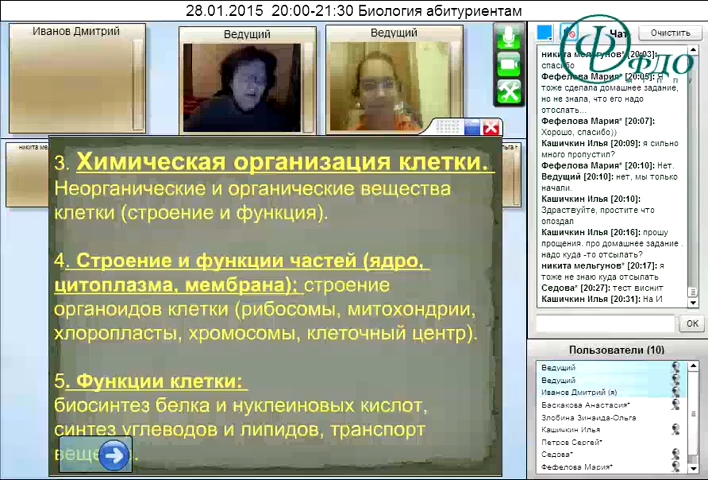 28.01.2015 20:00-21:30 Биология абитуриентам
Иванов Дмитрий
Ведущий
Ведущий
3. Химическая организация клетки.
Неорганические и органические вещества
клетки (строение и функция).
4. Строение и функции частей (ядро,
цитоплазма, мембрана); строение
органоидов клетки (рибосомы, митохондрии,
хлоропласты, хромосомы, клеточный центр).
5. Функции клетки:
биосинтез белка и нуклеиновых кислот,
синтез углеводов и липидов, транспорт
Чат
Очистить
ФДО
никита мельгунов* [20:03]:
спасибо
Фефелова Мария* [20:05]: Я
тоже сделала домашнее задание,
но не знала, что его надо
отослать...
Фефелова Мария* [20:07]:
Хорошо, спасибо))
Кашичкин Илья [20:09]: я сильно
много пропустил?
Фефелова Мария* [20:10]: Нет.
Ведущий [20:10]: нет, мы только
начали.
Кашичкин Илья [20:10]:
Здраствуйте, простите что
опоздал
Кашичкин Илья [20:16]: прошу
прощения. про домашнее задание .
надо куда -то отсылать?
никита мельгунов* [20:17]: я
тоже не знаю куда отсылать
Седова* [20:27]: тест виснит
Кашичкин Илья [20:31]: На И
OK
Пользователи (10)
Ведущий
Ведущий
Иванов Дмитрий (я)
Васкакова Анастасия*
Злобина Зинаида-Ольга
Кашичкин Илья
Петров Сергей*
Седова*
Фефелова Мария*